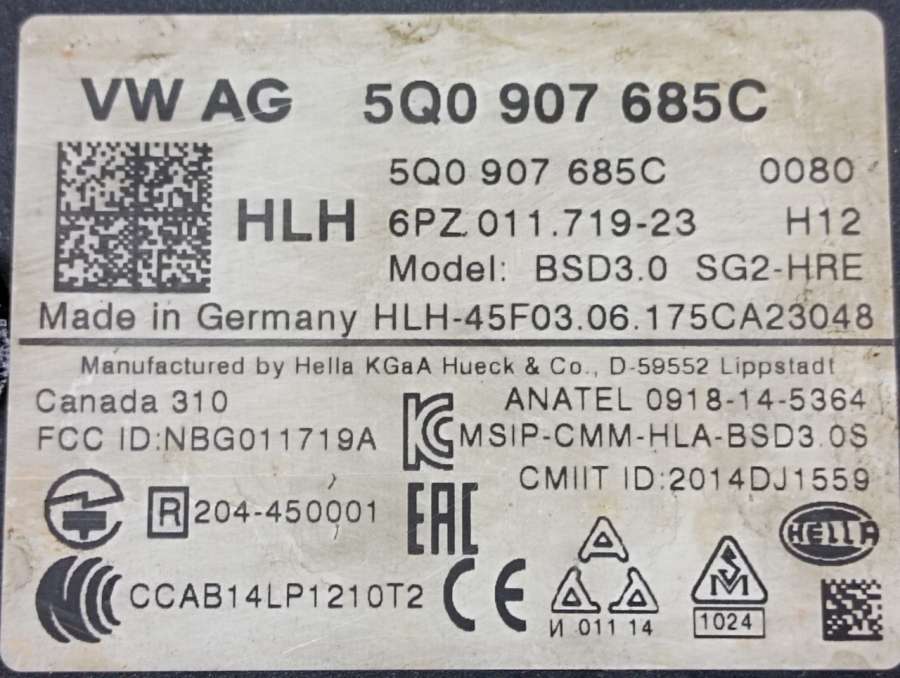 VW AG 5Q0 907 685C
5Q0 907 685C 0080
HLH 6PZ 011.719-23 H12
Model: BSD3.0 SG2-HRE
Made in Germany HLH-45F03.06.175CA23048
Manufactured by Hella KGaA Hueck & Co., D-59552 Lippstadt
Canada 310 ANATEL 0918-14-5364
FCC ID:NBG011719A MSIP-CMM-HLA-BSD3.0S
CMIIT ID:2014DJ1559
R 204-450001 EAC HELLA
CCAB14LP1210T2 CE
И 011 14 1024